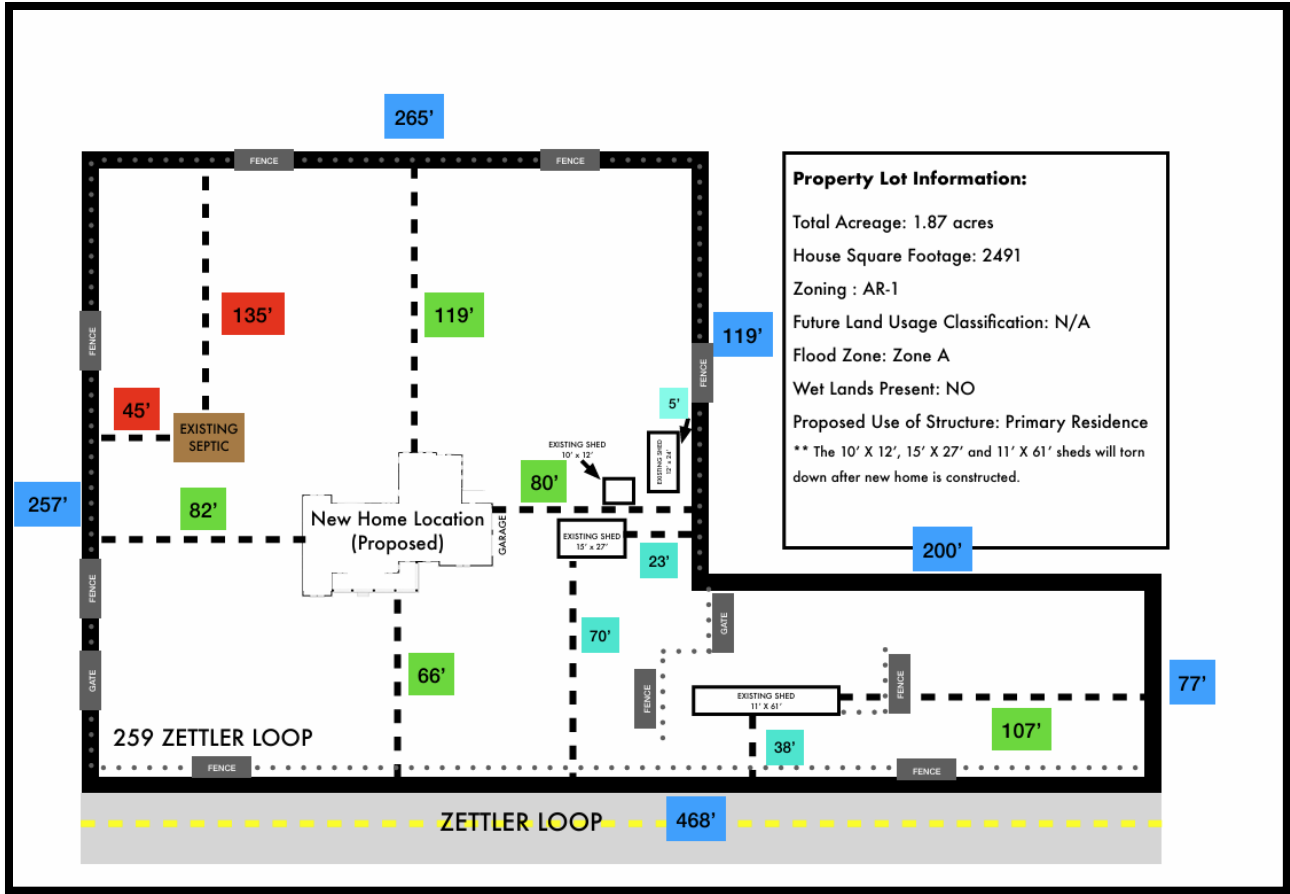 265’
FENCE
FENCE
Property Lot Information:
Total Acreage: 1.87 acres
House Square Footage: 2491
Zoning : AR-1
Future Land Usage Classification: N/A
Flood Zone: Zone A
Wet Lands Present: NO
Proposed Use of Structure: Primary Residence
** The 10’ X 12’, 15’ X 27’ and 11’ X 61’ sheds will torn
down after new home is constructed.
135’
119’
119’
FENCE
FENCE
45’
EXISTING
SEPTIC
5’
EXISTING SHED
10’ x 12’
EXISTING SHED
12’ x 24’
257’
82’
80’
New Home Location
(Proposed)
GARAGE
EXISTING SHED
15’ x 27’
23’
200’
FENCE
GATE
70’
GATE
66’
FENCE
EXISTING SHED
11’ X 61’
FENCE
77’
107’
38’
259 ZETTLER LOOP
FENCE
FENCE
ZETTLER LOOP
468’